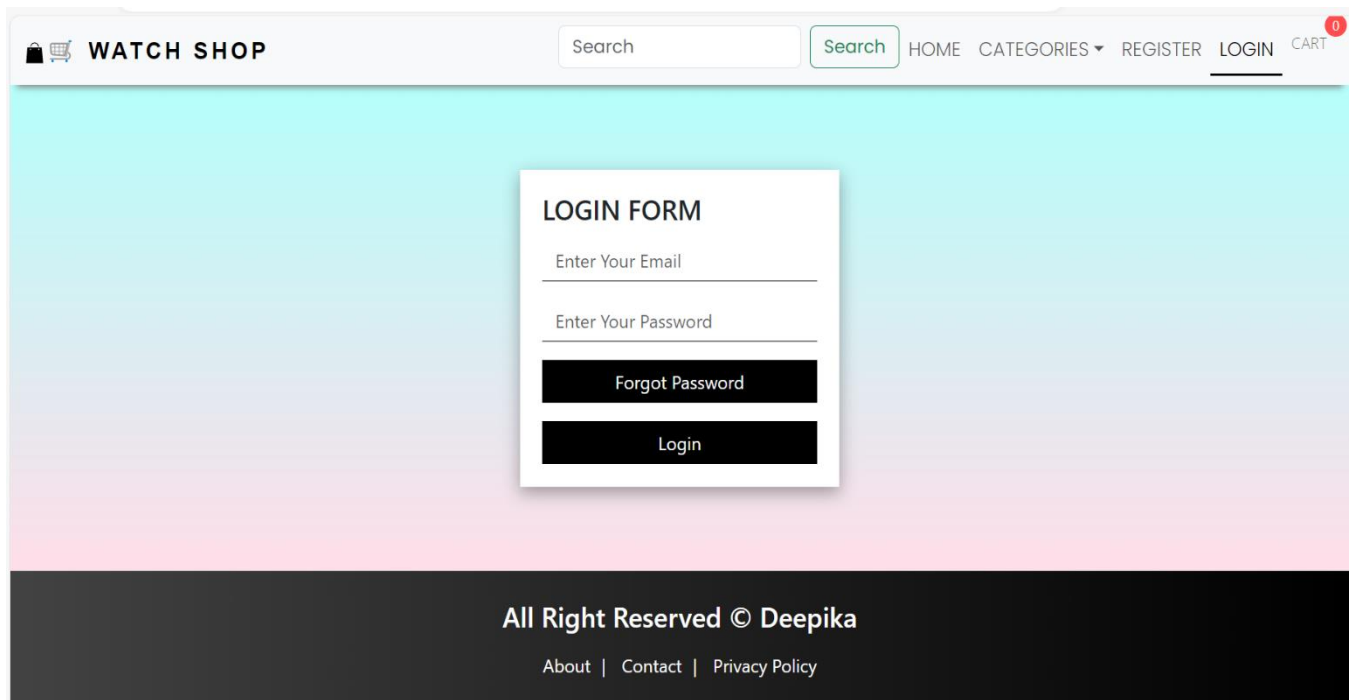 WATCH SHOP Search Search HOME CATEGORIES REGISTER LOGIN CART 0
LOGIN FORM
Enter Your Email
Enter Your Password
Forgot Password
Login
All Right Reserved © Deepika
About | Contact | Privacy Policy